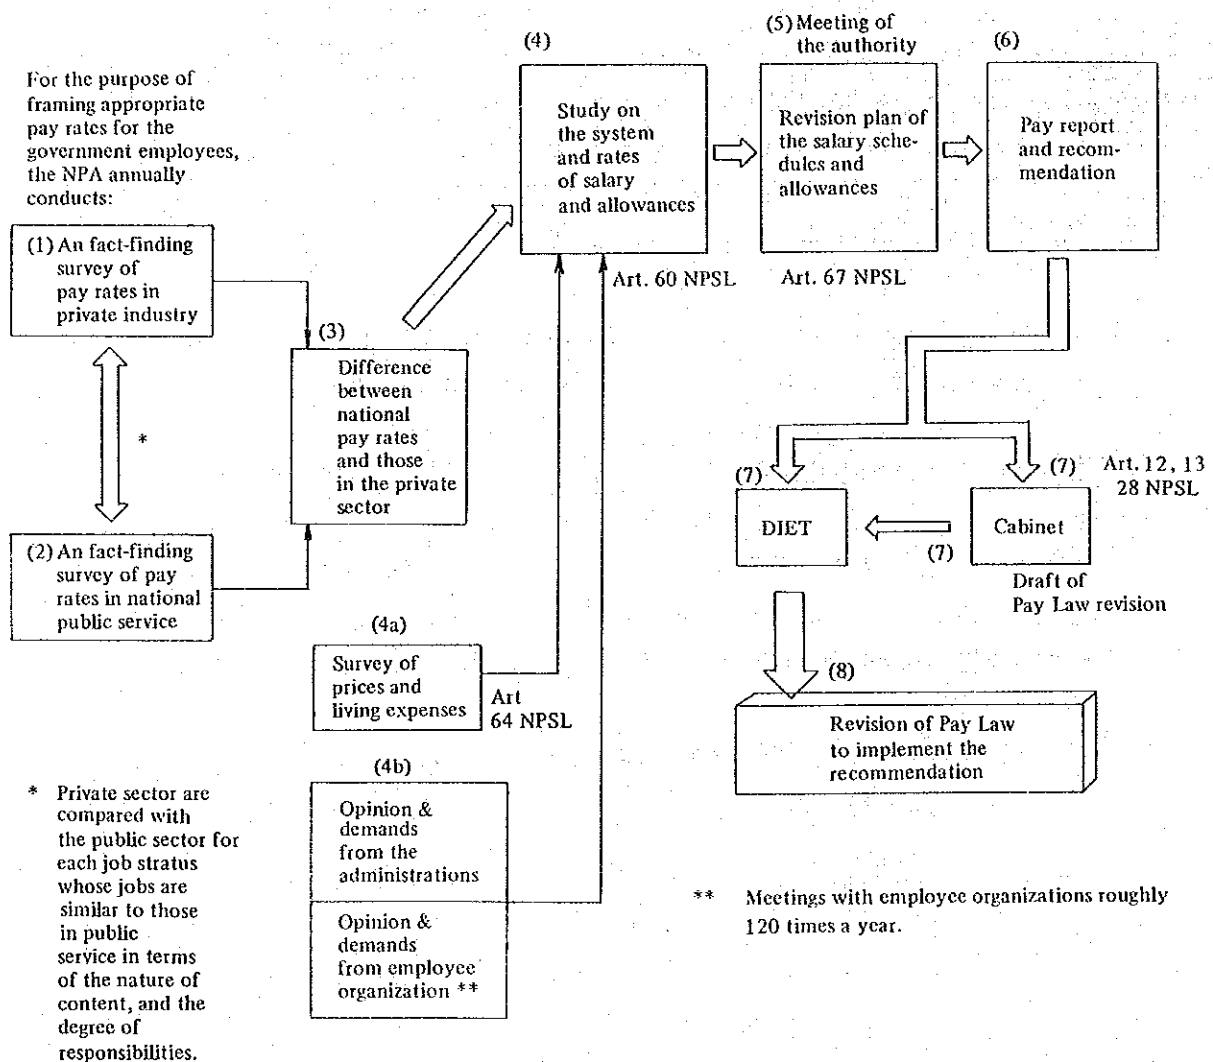 For the purpose of
framing appropriate
pay rates for the
government employees,
the NPA annually
conducts:
(1) An fact-finding
survey of
pay rates in
private industry
*
(2) An fact-finding
survey of pay
rates in national
public service
(3)
Difference
between
national
pay rates
and those
in the private
sector
(4)
Study on
the system
and rates
of salary
and allowances
Art. 60 NPSL
(4a)
Survey of
prices and
living expenses
Art
64 NPSL
(4b)
Opinion &
demands
from the
administrations
Opinion &
demands
from employee
organization **
(5) Meeting of
the authority
Revision plan of
the salary sche-
dules and
allowances
Art. 67 NPSL
(6)
Pay report
and recom-
mendation
(7)
DIET
(7)
(7)
Art. 12, 13
28 NPSL
Cabinet
Draft of
Pay Law revision
(8)
Revision of Pay Law
to implement the
recommendation
* Private sector are
compared with
the public sector for
each job stratus
whose jobs are
similar to those
in public
service in terms
of the nature of
content, and the
degree of
responsibilities.
** Meetings with employee organizations roughly
120 times a year.